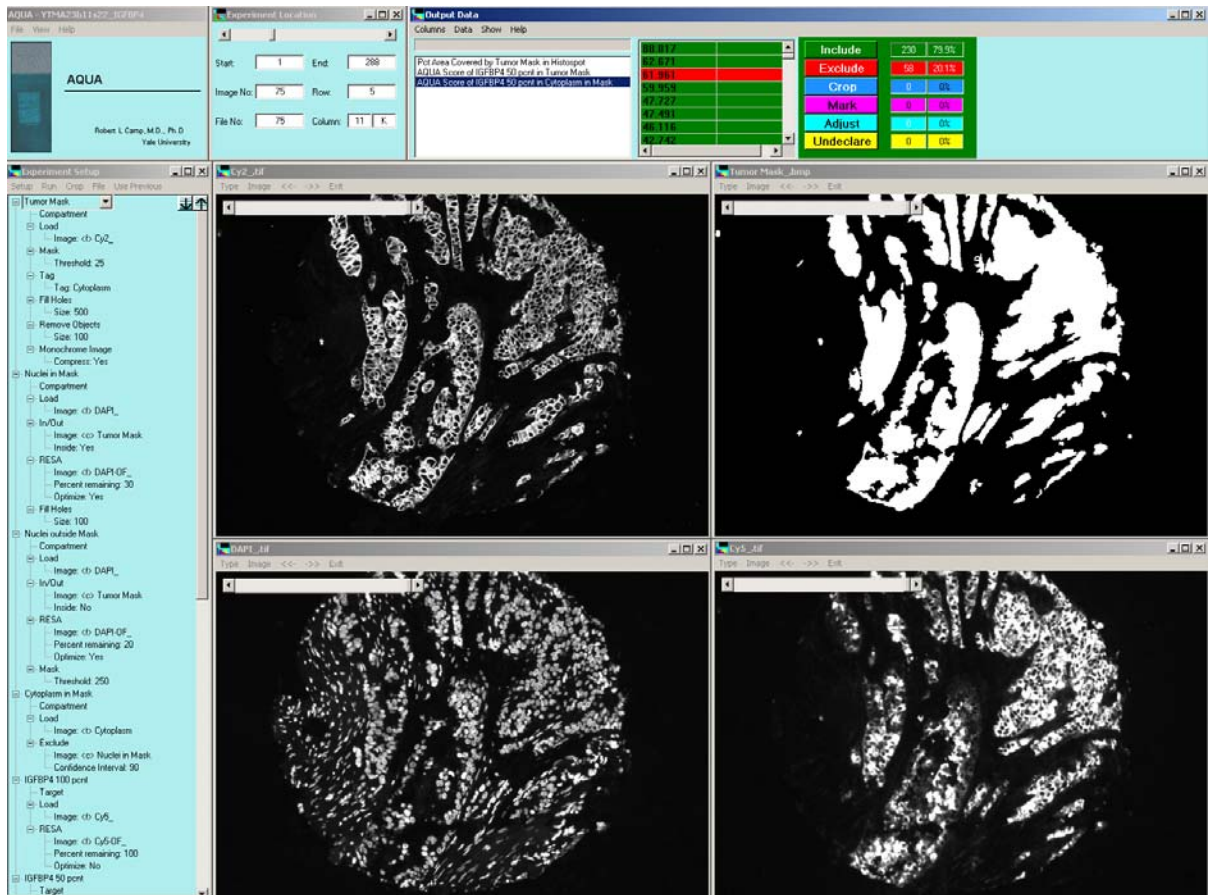 AQUA - YTMA23b11s22_IGFBP4
File View Help
AQUA
Robert L Camp, M.D., Ph.D
Yale University
Experiment Location
Start: 1 End: 288
Image No: 75 Row: 5
File No: 75 Column: 11 K
Output Data
Columns Data Show Help
Pct Area Covered by Tumor Mask in Histospot
AQUA Score of IGFBP4 50 pcnt in Tumor Mask
AQUA Score of IGFBP4 50 pcnt in Cytoplasm in Mask
62.671
61.961
59.959
47.727
47.491
46.116
42.742
Include 230 79.9%
Exclude 58 20.1%
Crop 0 0%
Mark 0 0%
Adjust 0 0%
Undeclare 0 0%
Experiment Setup
Setup Run Crop File Use Previous
Tumor Mask
Compartment
Load
Image: <f> Cy2_
Mask
Threshold: 25
Tag
Tag: Cytoplasm
Fill Holes
Size: 500
Remove Objects
Size: 100
Monochrome Image
Compress: Yes
Nuclei in Mask
Compartment
Load
Image: <f> DAPI_
In/Out
Image: <c> Tumor Mask
Inside: Yes
RESA
Image: <f> DAPI-OF_
Percent remaining: 30
Optimize: Yes
Fill Holes
Size: 100
Nuclei outside Mask
Compartment
Load
Image: <f> DAPI_
In/Out
Image: <c> Tumor Mask
Inside: No
RESA
Image: <f> DAPI-OF_
Percent remaining: 20
Optimize: Yes
Mask
Threshold: 250
Cytoplasm in Mask
Compartment
Load
Image: <t> Cytoplasm
Exclude
Image: <c> Nuclei in Mask
Confidence Interval: 90
IGFBP4 100 pcnt
Target
Load
Image: <f> Cy5_
RESA
Image: <f> Cy5-OF_
Percent remaining: 100
Optimize: No
IGFBP4 50 pcnt
Target
Cy2_.tif
Type Image <<- ->> Exit
Tumor Mask_.bmp
Type Image <<- ->> Exit
DAPI_.tif
Type Image <<- ->> Exit
Cy5_.tif
Type Image <<- ->> Exit